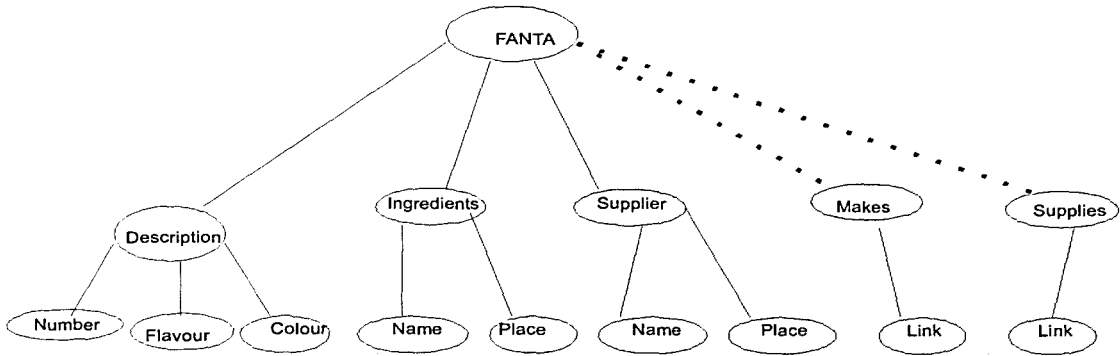 FANTA
Ingredients
Supplier
Makes
Supplies
Description
Number
Flavour
Colour
Name
Place
Name
Place
Link
Link